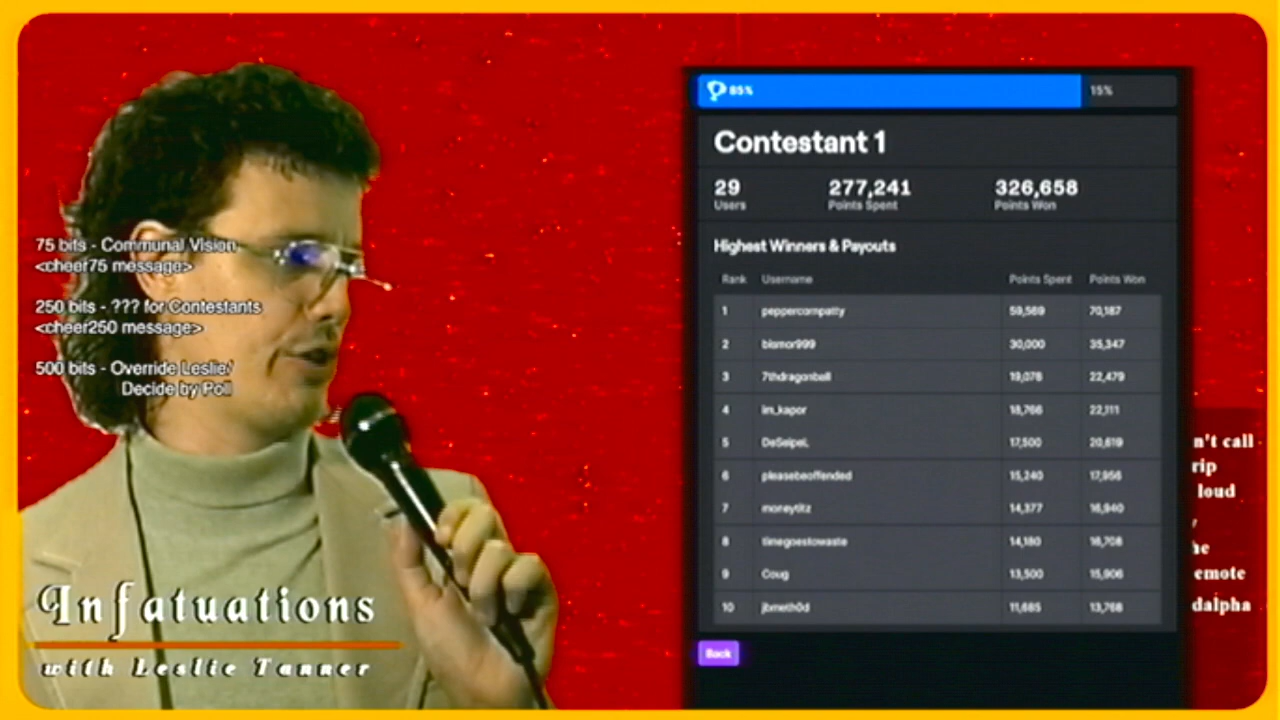 75 bits - Communal Vision
<cheer75 message>
250 bits - ??? for Contestants
<cheer250 message>
500 bits - Override Leslie/
Decide by Poll
Infatuations
with Leslie Tanner
85%
15%
Contestant 1
29 277,241 326,658
Users Points Spent Points Won
Highest Winners & Payouts
Rank Username Points Spent Points Won
1 peppercompatty 59,569 70,187
2 bismor999 30,000 35,347
3 7thdragonball 19,078 22,479
4 im_kapor 18,766 22,111
5 DeSeipeL 17,500 20,619
6 pleasebeoffended 15,240 17,956
7 moneytitz 14,377 16,940
8 timegoestowaste 14,180 16,708
9 Coug 13,500 15,906
10 jbmeth0d 11,685 13,768
Back
n't call
rip
loud
he
emote
dalpha